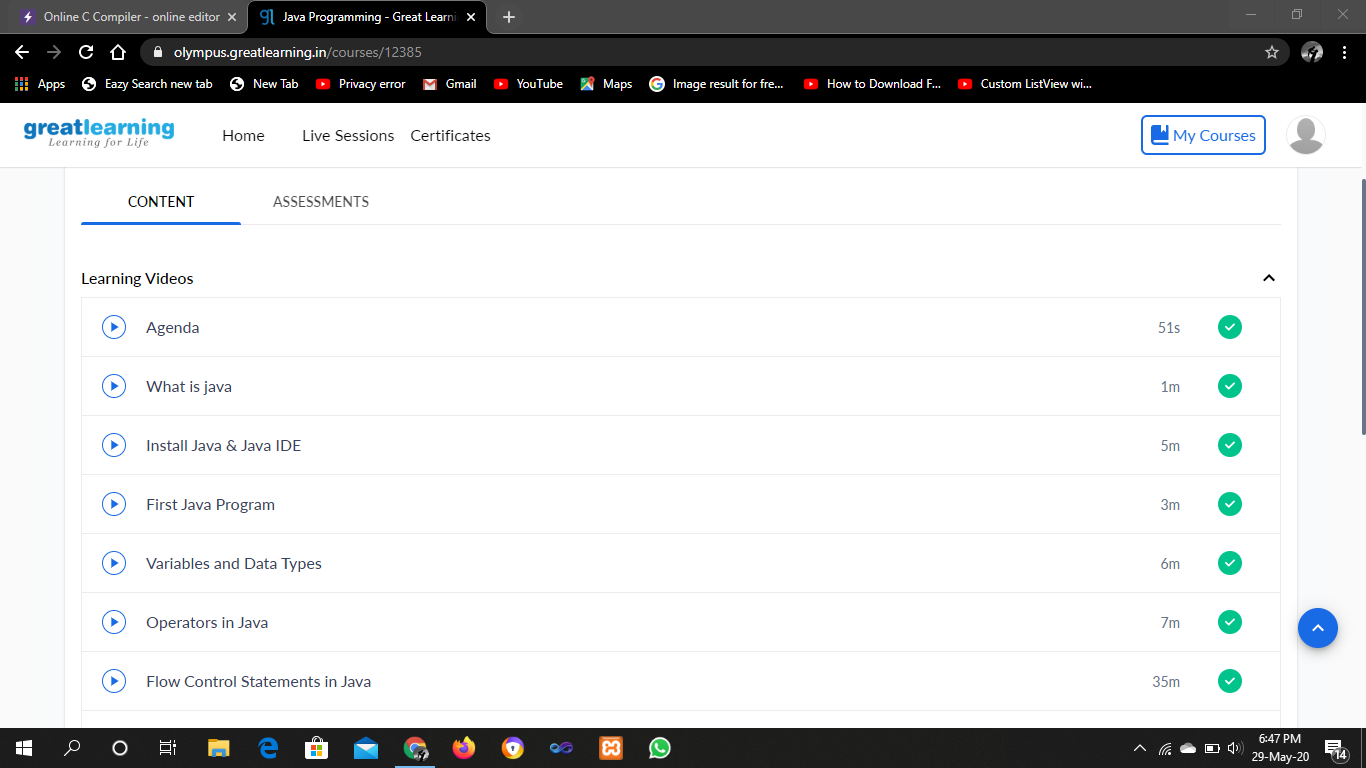 Online C Compiler - online editor
Java Programming - Great Learni
olympus.greatlearning.in/courses/12385
Apps Eazy Search new tab New Tab Privacy error Gmail YouTube Maps Image result for fre... How to Download F... Custom ListView wi...
greatlearning
Learning for Life
Home Live Sessions Certificates My Courses
CONTENT ASSESSMENTS
Learning Videos
Agenda 51s
What is java 1m
Install Java & Java IDE 5m
First Java Program 3m
Variables and Data Types 6m
Operators in Java 7m
Flow Control Statements in Java 35m
6:47 PM
29-May-20
14